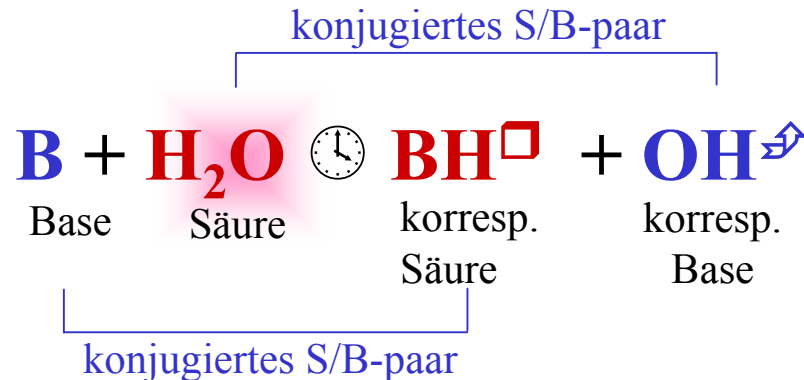 konjugiertes S/B-paar
B + H₂O 🕓 BH❒ + OH⮳
Base Säure korresp. Säure korresp. Base
konjugiertes S/B-paar